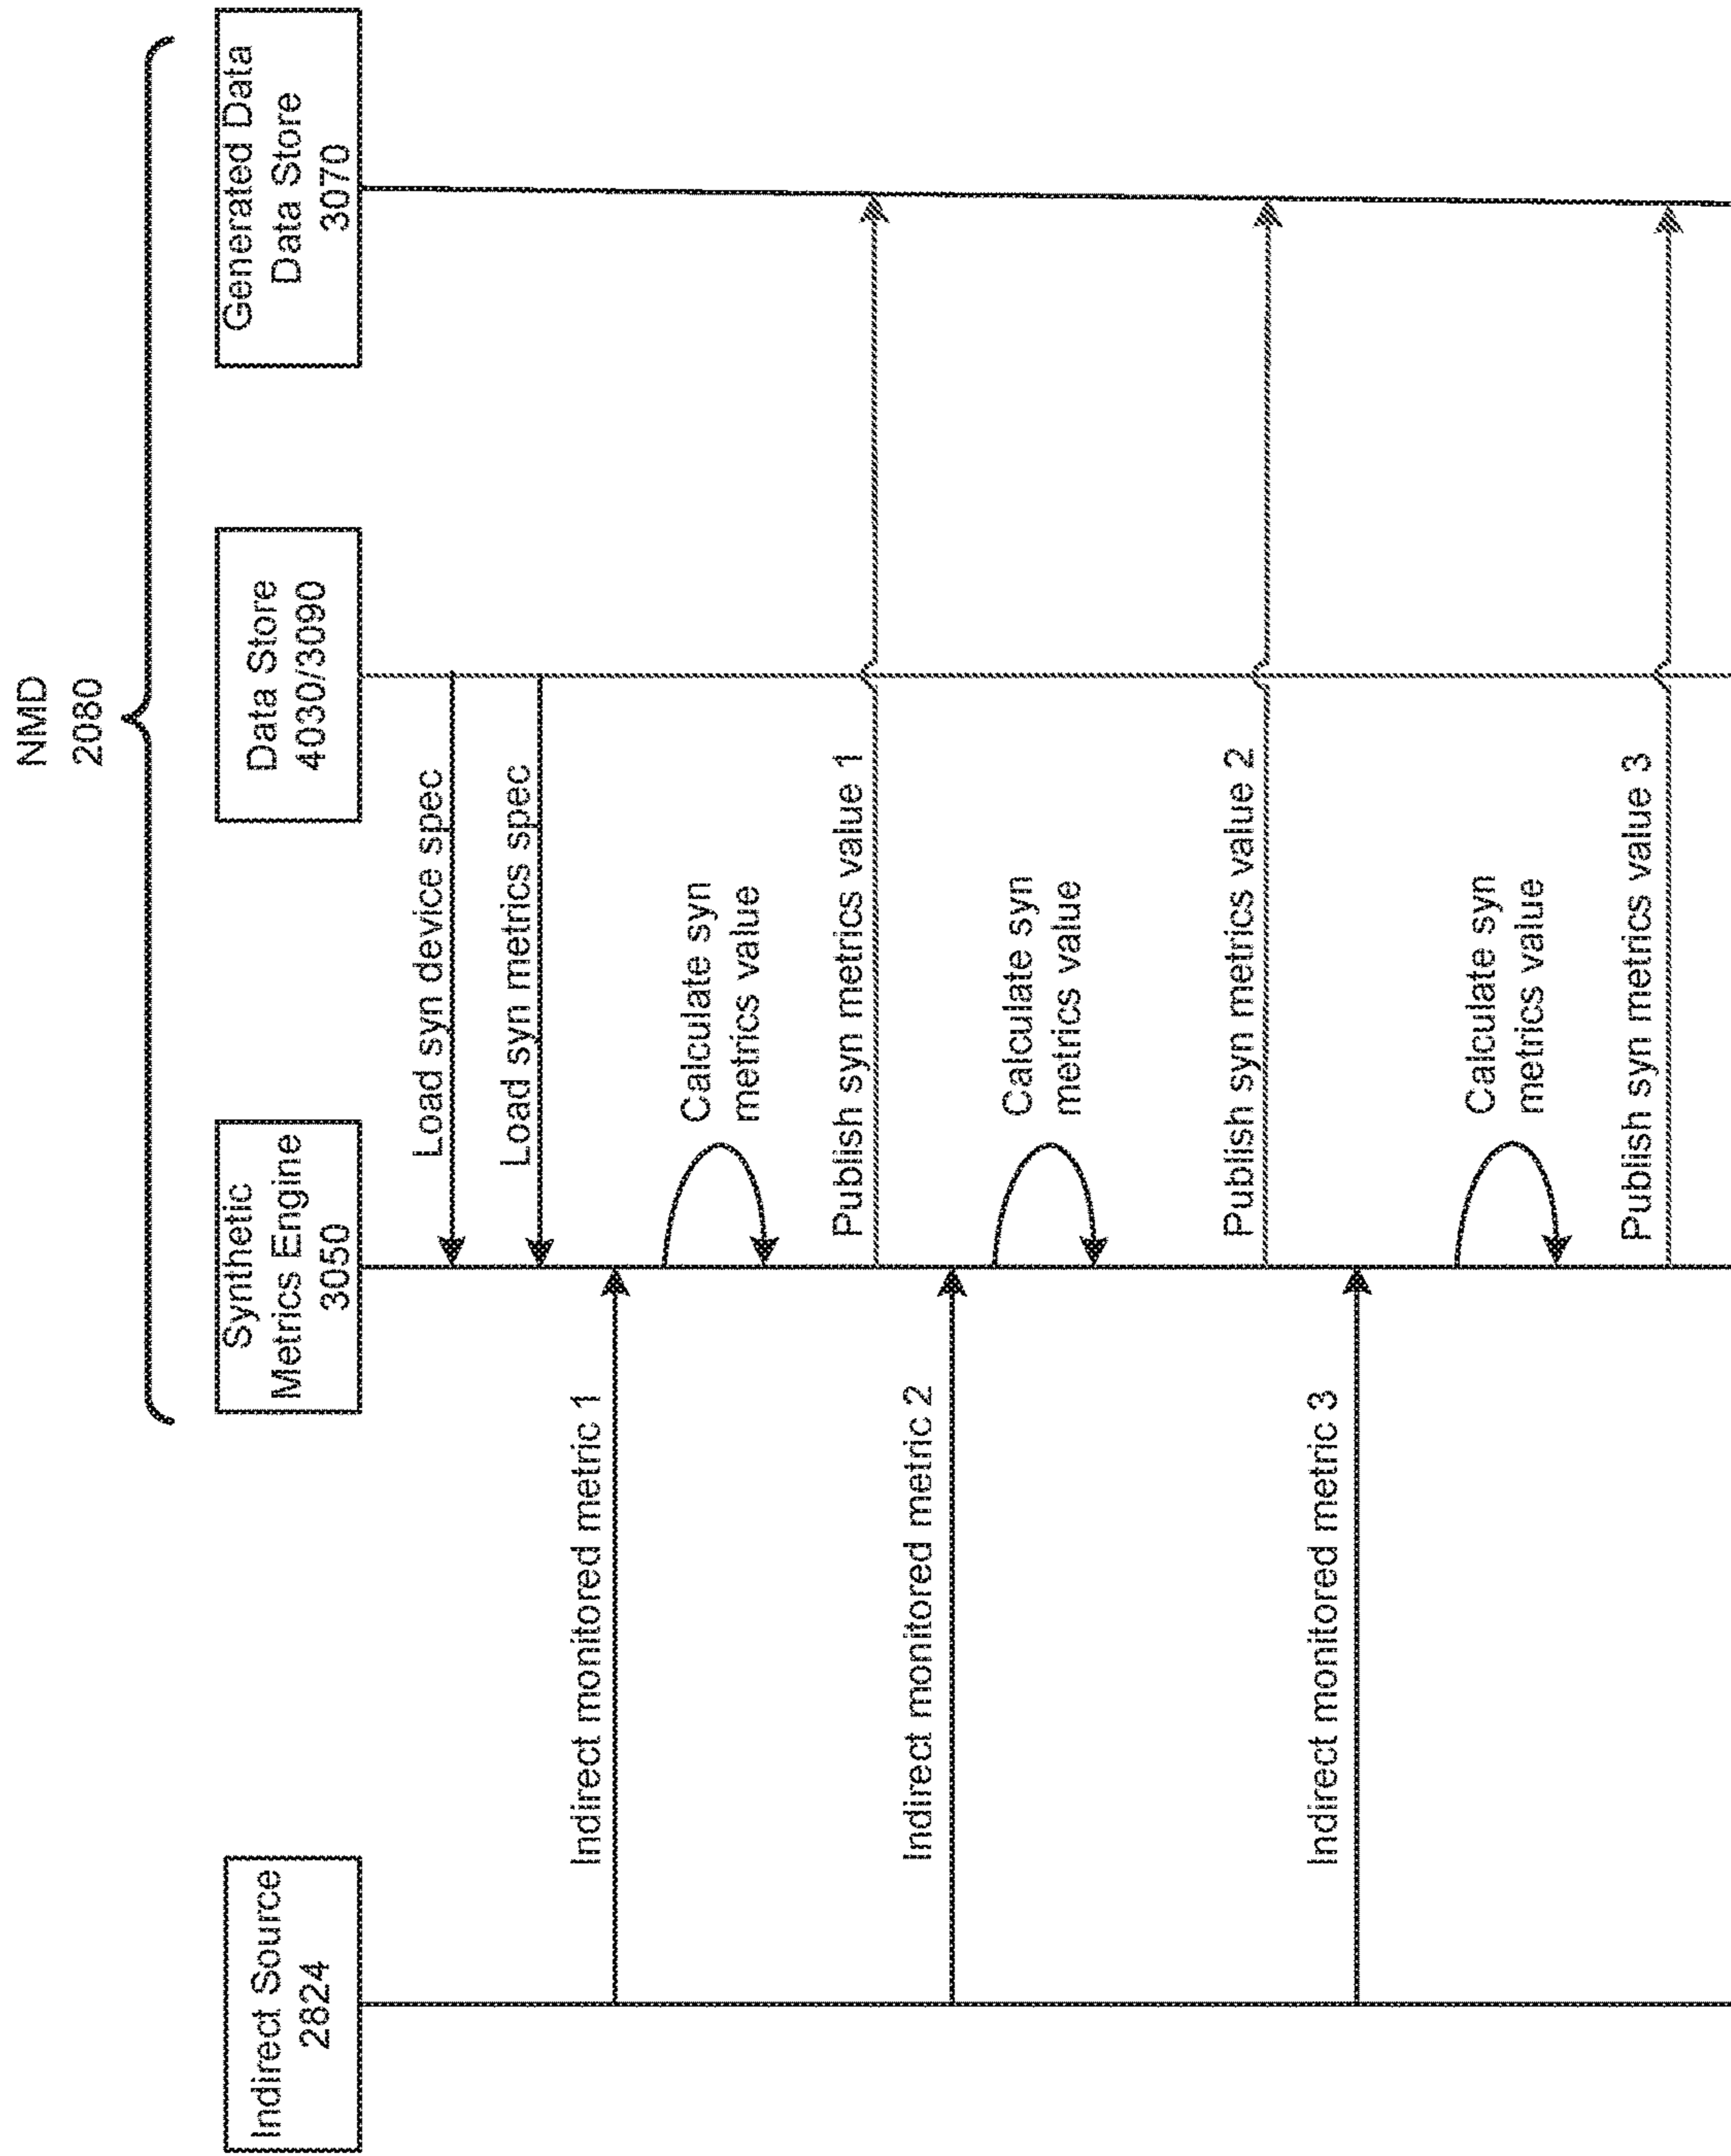 NMD
2080
Indirect Source
2824
Synthetic
Metrics Engine
3050
Data Store
4030/3090
Generated Data
Data Store
3070
Load syn device spec
Load syn metrics spec
Indirect monitored metric 1
Calculate syn
metrics value
Publish syn metrics value 1
Indirect monitored metric 2
Calculate syn
metrics value
Publish syn metrics value 2
Indirect monitored metric 3
Calculate syn
metrics value
Publish syn metrics value 3